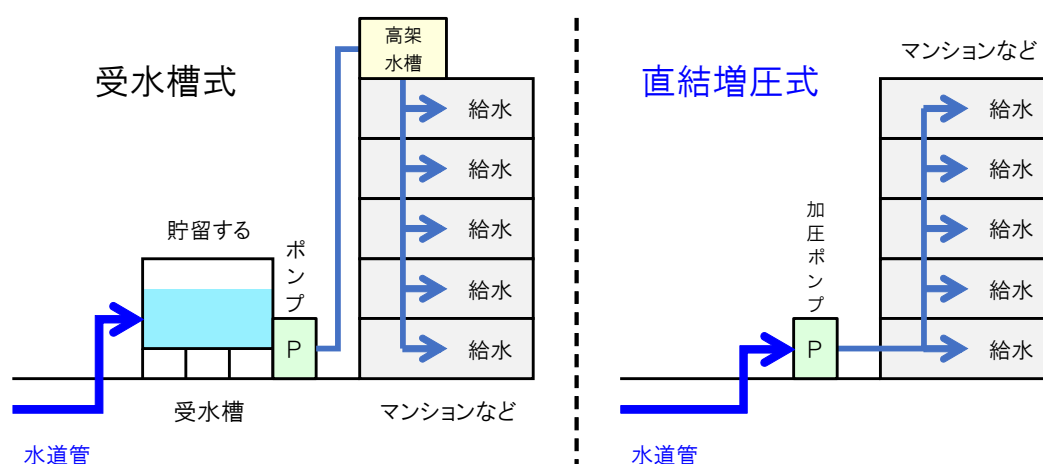 受水槽式
高架
水槽
給水
給水
給水
給水
給水
貯留する
ポンプ
P
受水槽
マンションなど
水道管
直結増圧式
マンションなど
給水
給水
給水
給水
給水
加圧ポンプ
P
水道管